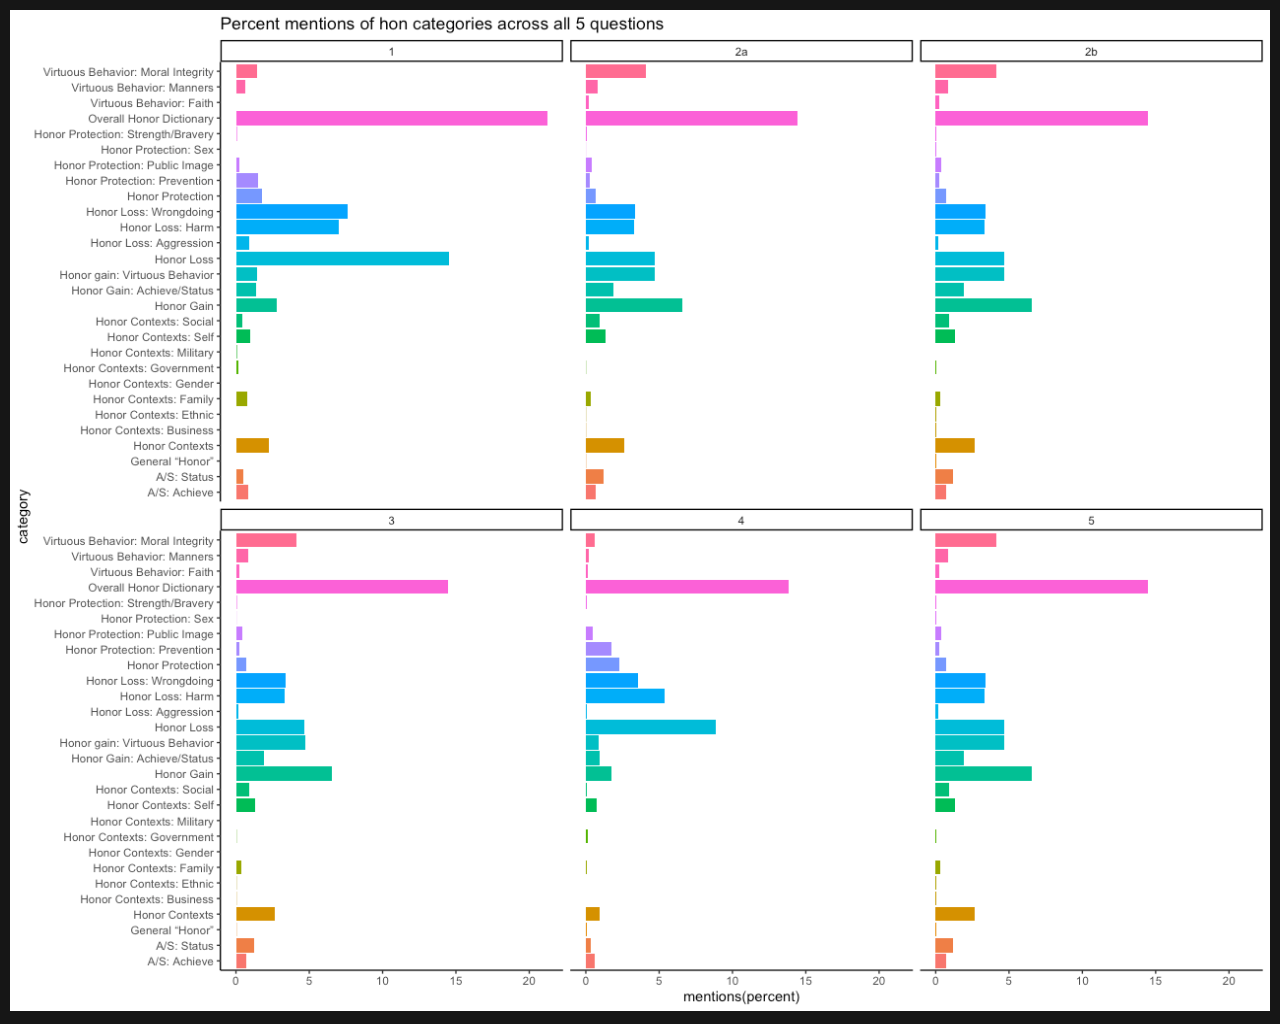 Percent mentions of hon categories across all 5 questions
1
2a
2b
Virtuous Behavior: Moral Integrity
Virtuous Behavior: Manners
Virtuous Behavior: Faith
Overall Honor Dictionary
Honor Protection: Strength/Bravery
Honor Protection: Sex
Honor Protection: Public Image
Honor Protection: Prevention
Honor Protection
Honor Loss: Wrongdoing
Honor Loss: Harm
Honor Loss: Aggression
Honor Loss
Honor gain: Virtuous Behavior
Honor Gain: Achieve/Status
Honor Gain
Honor Contexts: Social
Honor Contexts: Self
Honor Contexts: Military
Honor Contexts: Government
Honor Contexts: Gender
Honor Contexts: Family
Honor Contexts: Ethnic
Honor Contexts: Business
Honor Contexts
General “Honor”
A/S: Status
A/S: Achieve
category
3
4
5
Virtuous Behavior: Moral Integrity
Virtuous Behavior: Manners
Virtuous Behavior: Faith
Overall Honor Dictionary
Honor Protection: Strength/Bravery
Honor Protection: Sex
Honor Protection: Public Image
Honor Protection: Prevention
Honor Protection
Honor Loss: Wrongdoing
Honor Loss: Harm
Honor Loss: Aggression
Honor Loss
Honor gain: Virtuous Behavior
Honor Gain: Achieve/Status
Honor Gain
Honor Contexts: Social
Honor Contexts: Self
Honor Contexts: Military
Honor Contexts: Government
Honor Contexts: Gender
Honor Contexts: Family
Honor Contexts: Ethnic
Honor Contexts: Business
Honor Contexts
General “Honor”
A/S: Status
A/S: Achieve
0 5 10 15 20
0 5 10 15 20
0 5 10 15 20
mentions(percent)